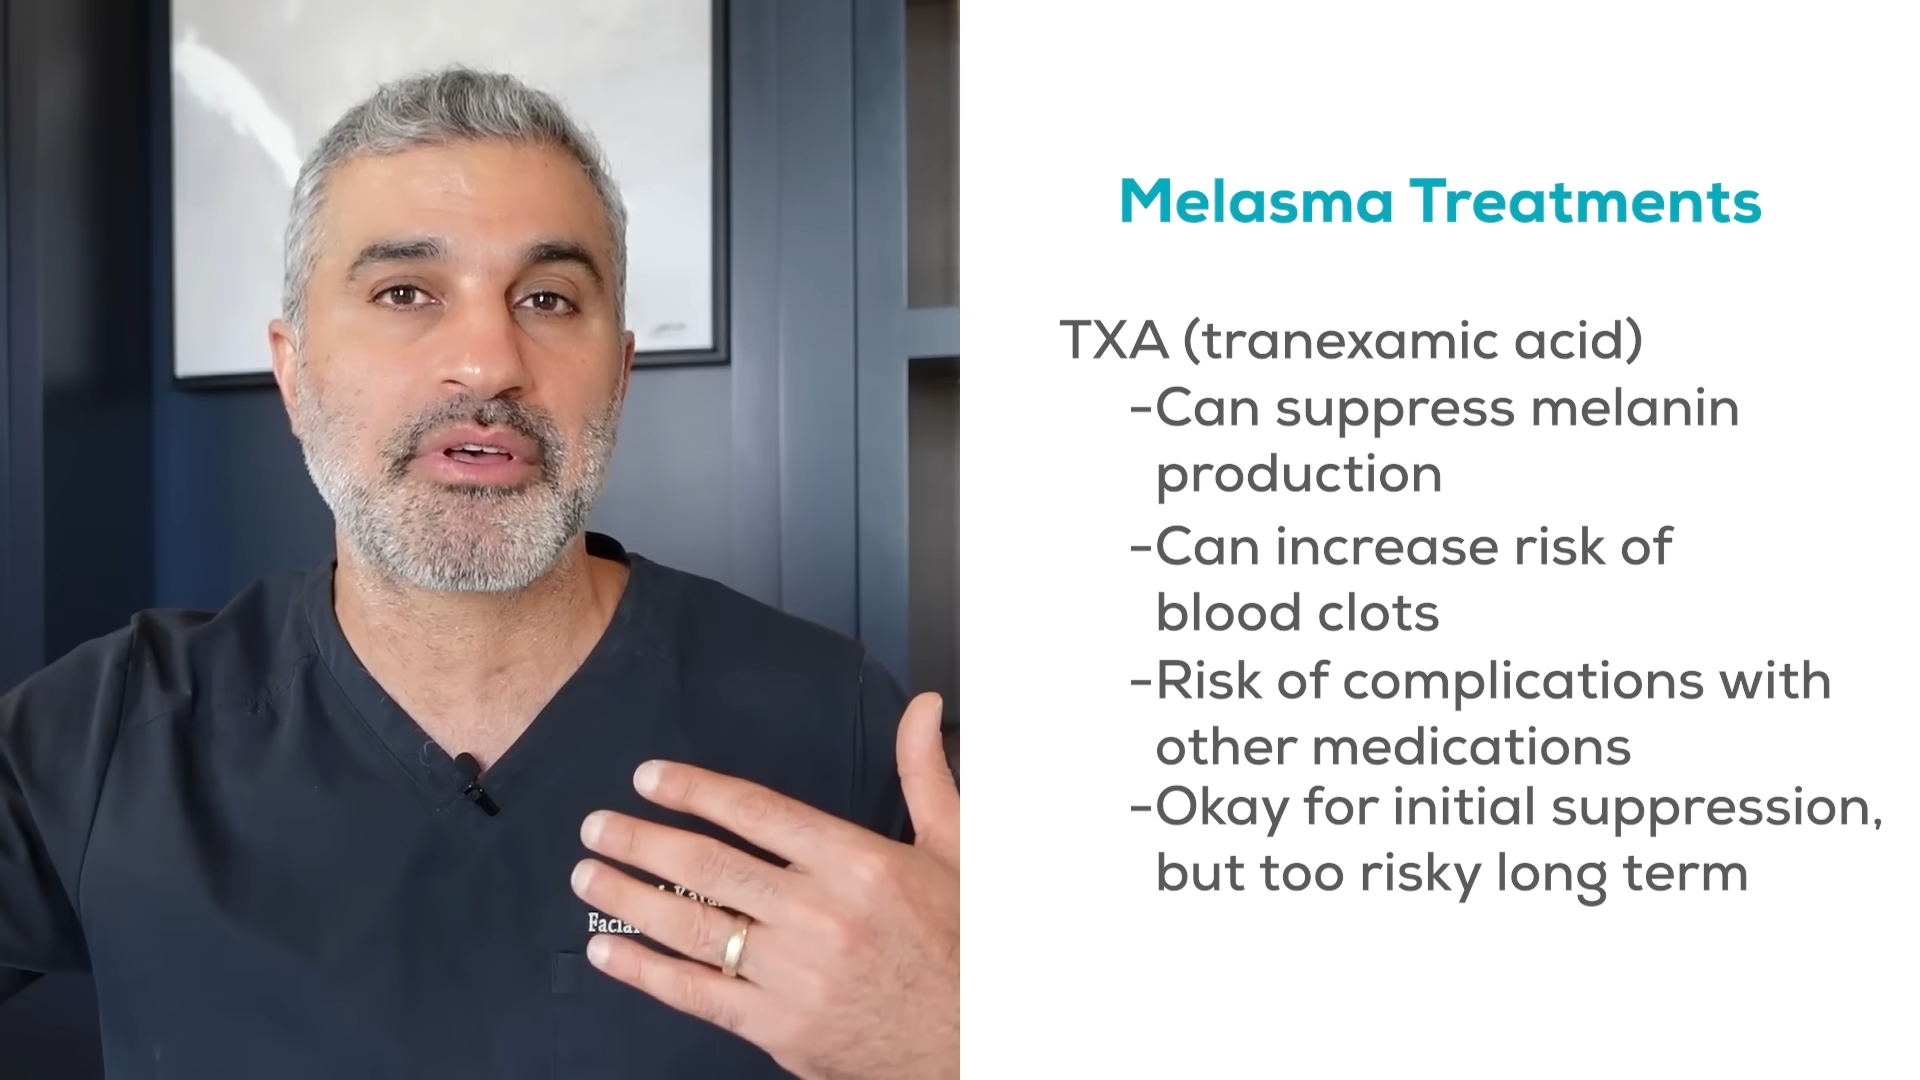 Melasma Treatments
TXA (tranexamic acid)
-Can suppress melanin
production
-Can increase risk of
blood clots
-Risk of complications with
other medications
-Okay for initial suppression,
but too risky long term